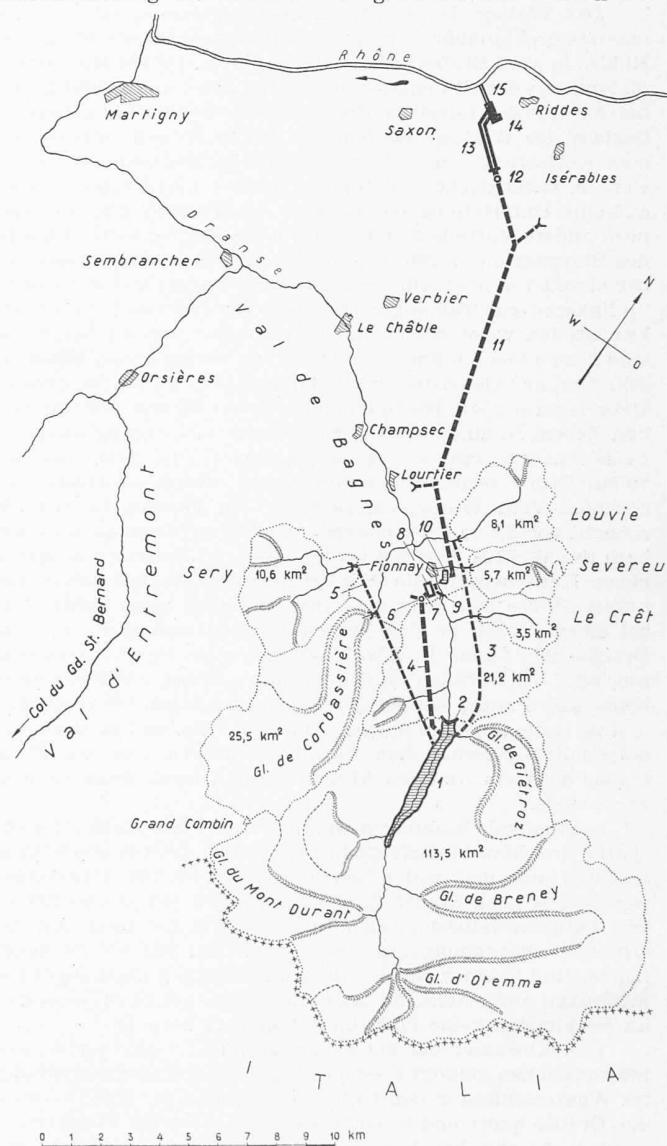 Rhône
15
Riddes
Martigny
Saxon
14
13
Isérables
12
Dranse
Sembrancher
Verbier
N
Le Châble
W
11
O
Orsières
Val de Bagnes
Champsec
Lourtier
8,1 km²
Louvie
8
10
Sery
10,6 km²
Fionnay
5,7 km²
Severeu
5
7
9
6
3,5 km²
Le Crêt
3
4
21,2 km²
Col du Gd. St. Bernard
Val d'Entremont
2
25,5 km²
Gl. de Corbassière
Gl. de Giétroz
1
Grand Combin
113,5 km²
Gl. du Mont Durant
Gl. de Breney
Gl. d'Otemma
ITALIA
0 1 2 3 4 5 6 7 8 9 10 km